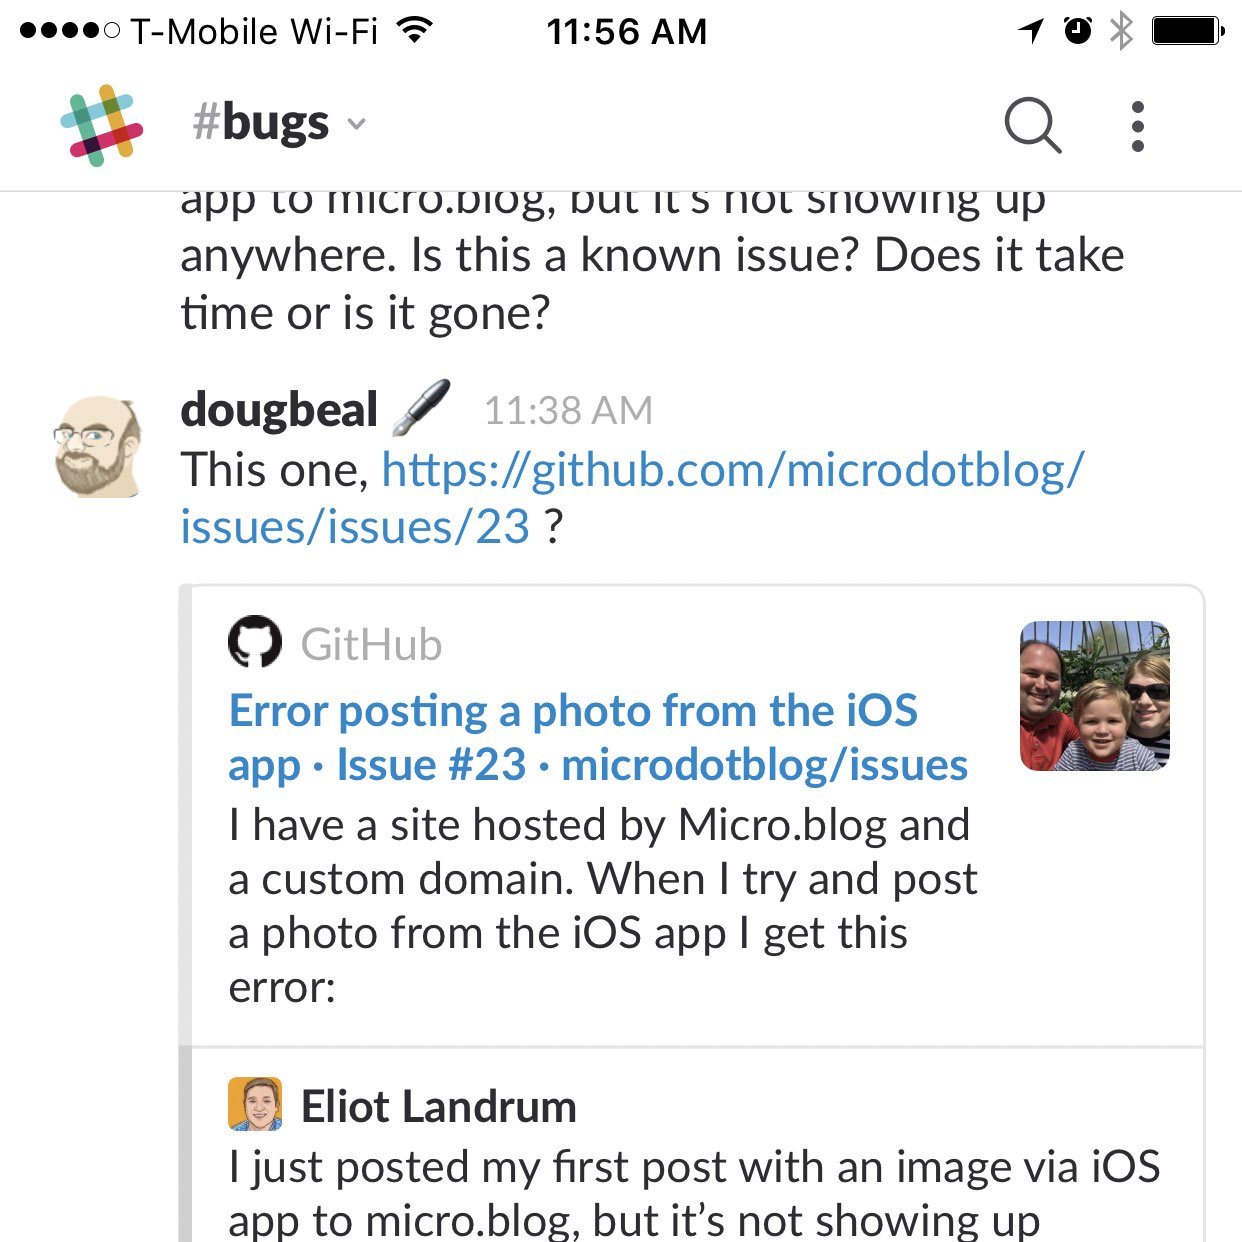 T-Mobile Wi-Fi 11:56 AM
#bugs
app to micro.blog, but it's not showing up
anywhere. Is this a known issue? Does it take
time or is it gone?
dougbeal 11:38 AM
This one, https://github.com/microdotblog/
issues/issues/23 ?
GitHub
Error posting a photo from the iOS
app · Issue #23 · microdotblog/issues
I have a site hosted by Micro.blog and
a custom domain. When I try and post
a photo from the iOS app I get this
error:
Eliot Landrum
I just posted my first post with an image via iOS
app to micro.blog, but it’s not showing up